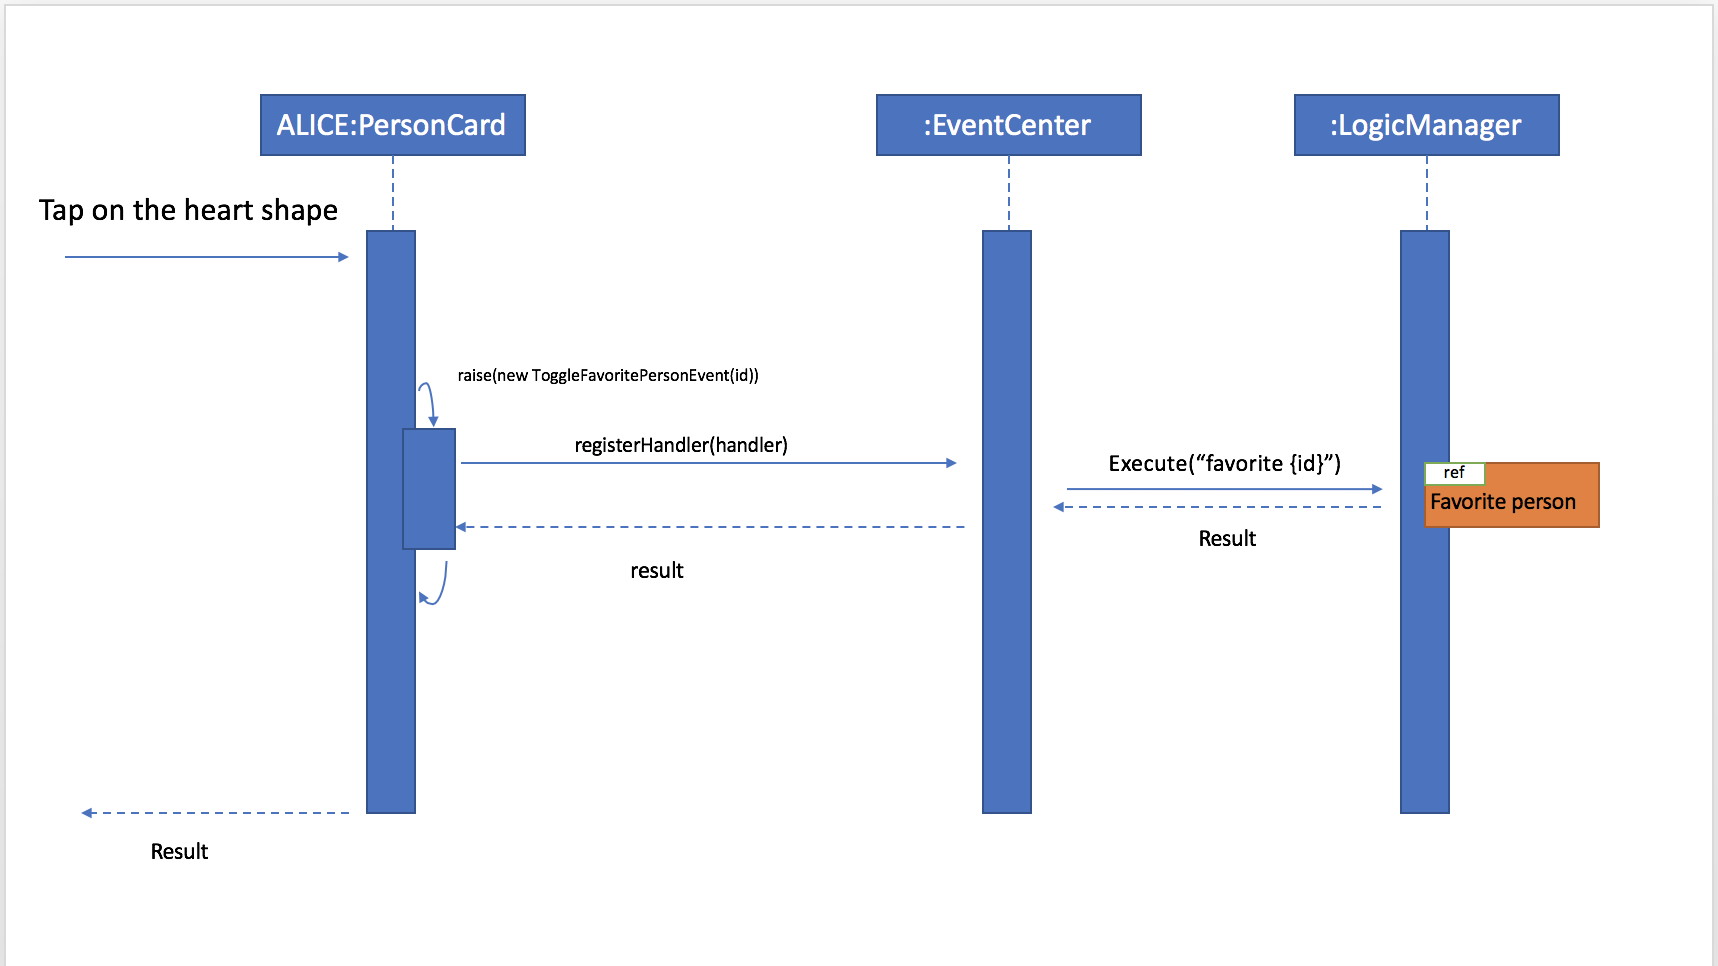 ALICE:PersonCard
:EventCenter
:LogicManager
Tap on the heart shape
raise(new ToggleFavoritePersonEvent(id))
registerHandler(handler)
Execute(“favorite {id}”)
ref
Favorite person
Result
result
Result